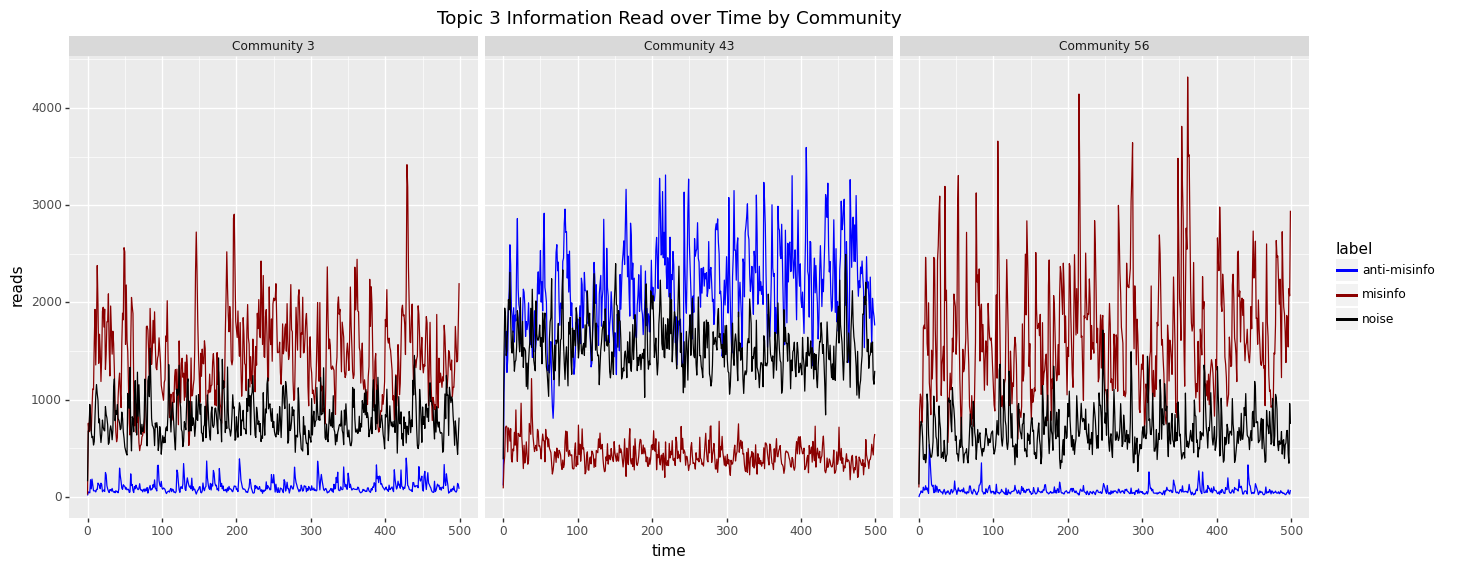 Topic 3 Information Read over Time by Community
Community 3
Community 43
Community 56
reads
4000
3000
2000
1000
0
0 100 200 300 400 500
0 100 200 300 400 500
0 100 200 300 400 500
time
label
anti-misinfo
misinfo
noise